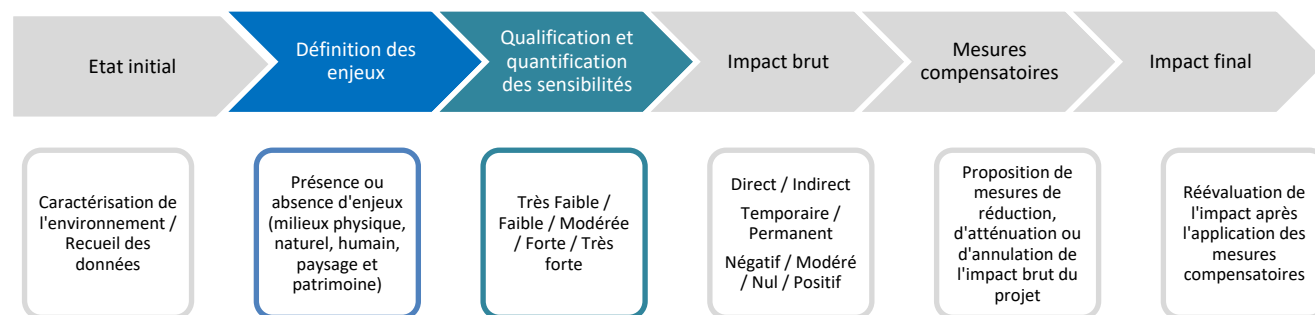 Etat initial
Définition des
enjeux
Qualification et
quantification
des sensibilités
Impact brut
Mesures
compensatoires
Impact final
Caractérisation de
l'environnement /
Recueil des
données
Présence ou
absence d'enjeux
(milieux physique,
naturel, humain,
paysage et
patrimoine)
Très Faible /
Faible / Modérée
/ Forte / Très
forte
Direct / Indirect
Temporaire /
Permanent
Négatif / Modéré
/ Nul / Positif
Proposition de
mesures de
réduction,
d'atténuation ou
d'annulation de
l'impact brut du
projet
Réévaluation de
l'impact après
l'application des
mesures
compensatoires